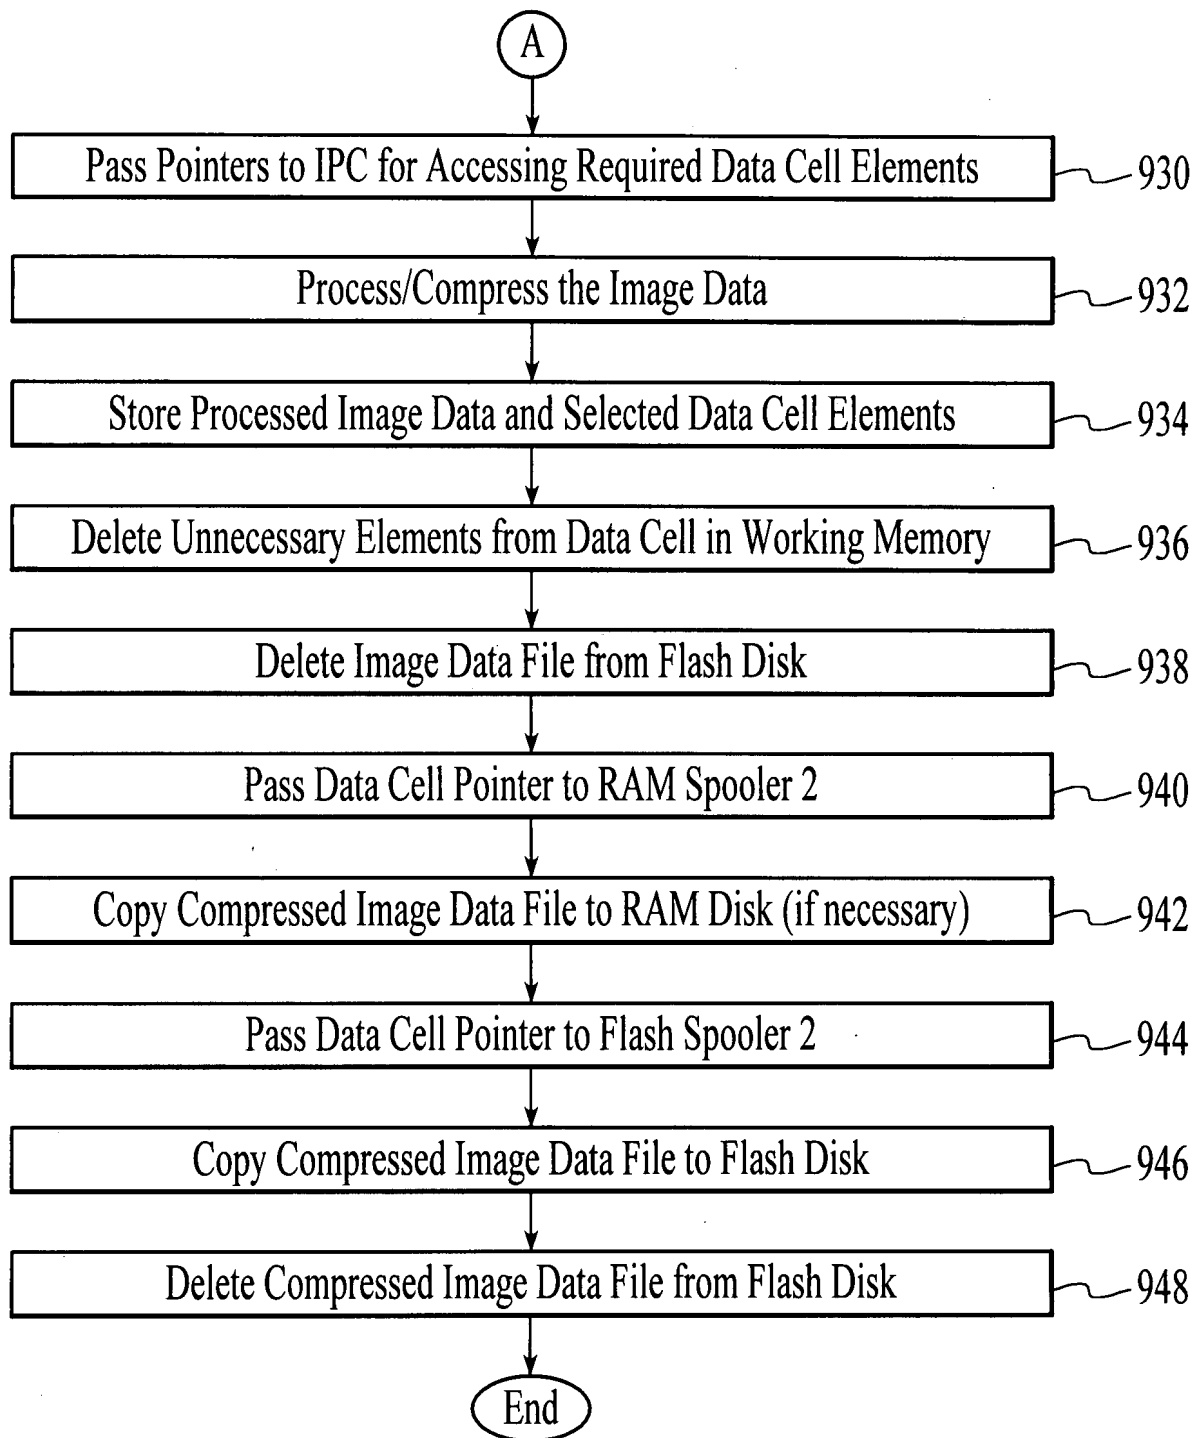 A
Pass Pointers to IPC for Accessing Required Data Cell Elements
930
Process/Compress the Image Data
932
Store Processed Image Data and Selected Data Cell Elements
934
Delete Unnecessary Elements from Data Cell in Working Memory
936
Delete Image Data File from Flash Disk
938
Pass Data Cell Pointer to RAM Spooler 2
940
Copy Compressed Image Data File to RAM Disk (if necessary)
942
Pass Data Cell Pointer to Flash Spooler 2
944
Copy Compressed Image Data File to Flash Disk
946
Delete Compressed Image Data File from Flash Disk
948
End